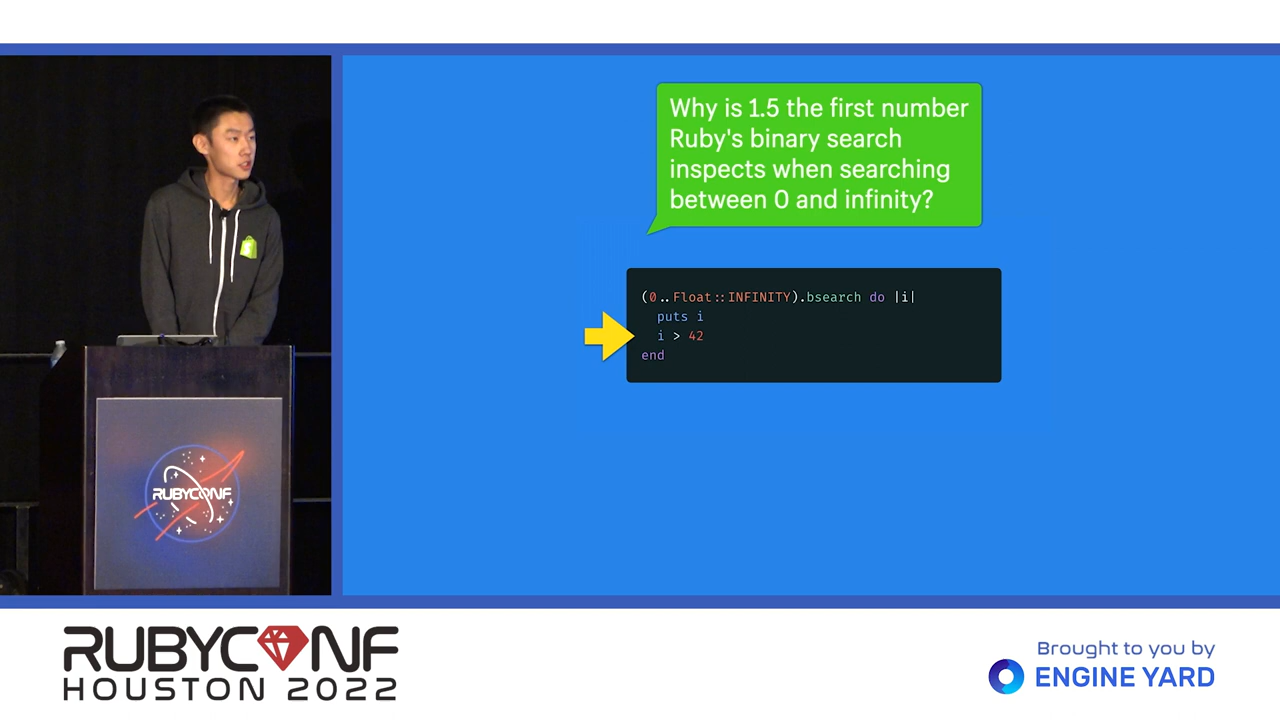 Why is 1.5 the first number
Ruby's binary search
inspects when searching
between 0 and infinity?
(0..Float::INFINITY).bsearch do |i|
  puts i
  i > 42
end
RUBYCONF
RUBYCONF
HOUSTON 2022
Brought to you by
ENGINE YARD